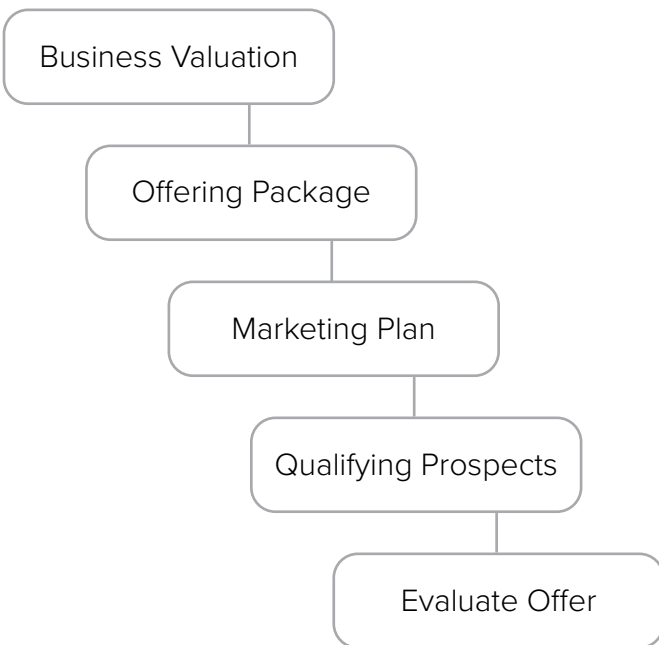 Business Valuation
Offering Package
Marketing Plan
Qualifying Prospects
Evaluate Offer